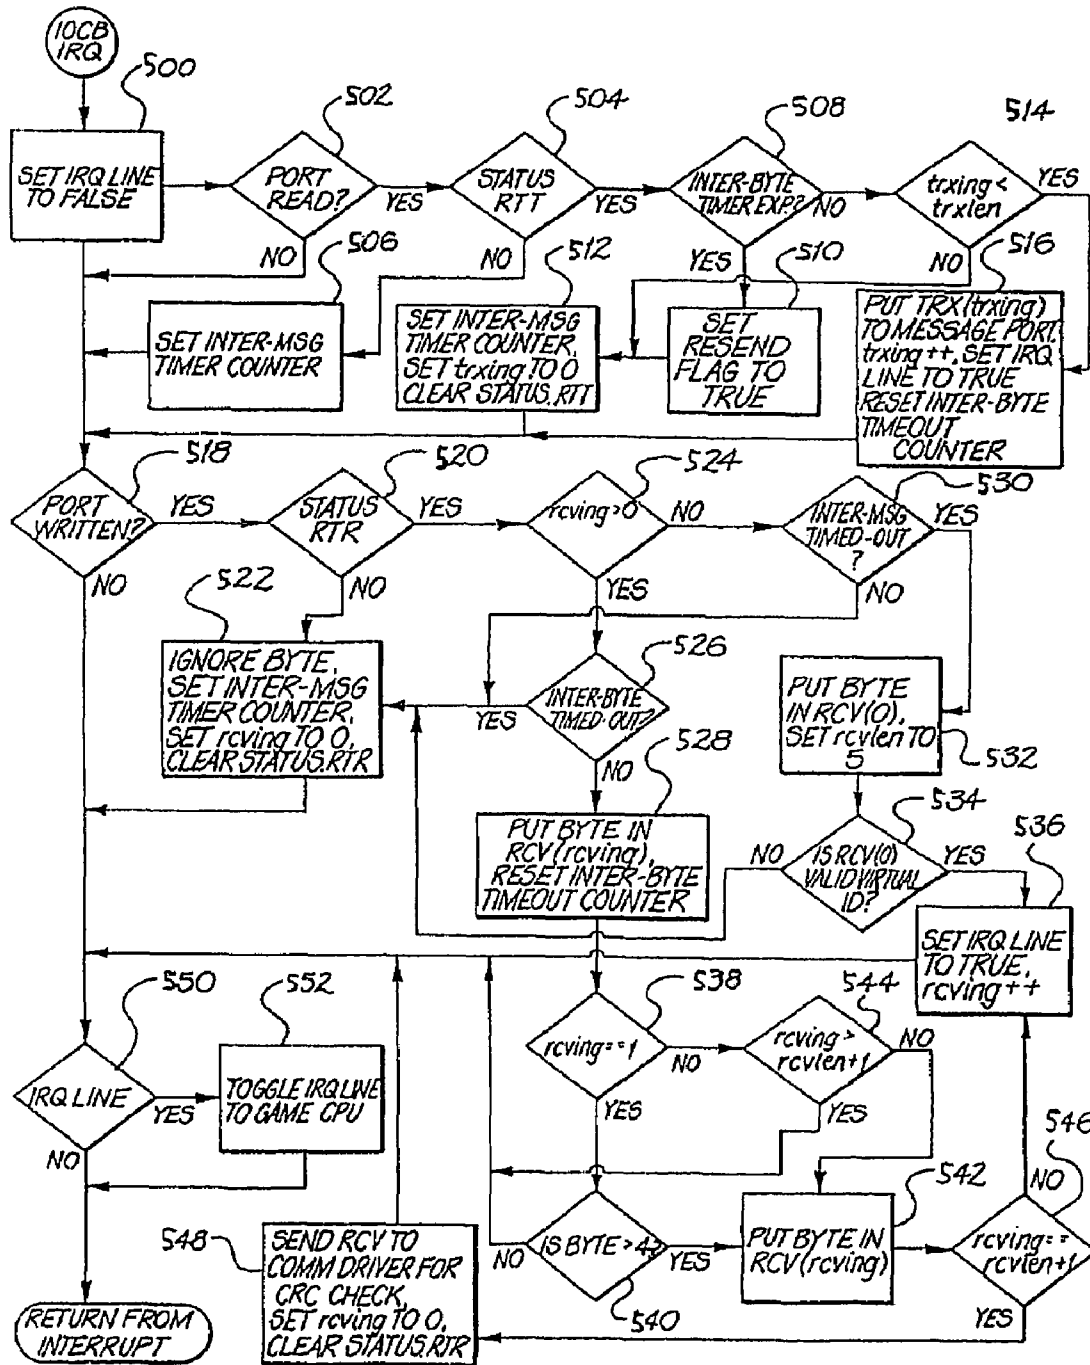 IOCB
IRQ
500
SET IRQ LINE
TO FALSE
502
PORT
READ?
YES
NO
504
STATUS
RTT
YES
NO
508
INTER-BYTE
TIMER EXP?
NO
YES
514
trxing <
trxlen
YES
NO
506
SET INTER-MSG
TIMER COUNTER
512
SET INTER-MSG
TIMER COUNTER,
SET trxing TO 0
CLEAR STATUS.RTT
510
SET
RESEND
FLAG TO
TRUE
516
PUT TRX(trxing)
TO MESSAGE PORT,
trxing++, SET IRQ
LINE TO TRUE
RESET INTER-BYTE
TIMEOUT
COUNTER
518
PORT
WRITTEN?
YES
NO
520
STATUS
RTR
YES
NO
524
rcving>0
NO
YES
530
INTER-MSG
TIMED-OUT
?
YES
NO
522
IGNORE BYTE,
SET INTER-MSG
TIMER COUNTER,
SET rcving TO 0,
CLEAR STATUS.RTR
526
INTER-BYTE
TIMED-OUT?
YES
NO
PUT BYTE
IN RCV(0),
SET rcvlen TO
5
532
528
PUT BYTE IN
RCV(rcving),
RESET INTER-BYTE
TIMEOUT COUNTER
534
IS RCV(0)
VALID VIRTUAL
ID?
NO
YES
536
SET IRQ LINE
TO TRUE,
rcving++
538
rcving==1
NO
YES
544
rcving>
rcvlen+1
NO
YES
550
IRQ LINE
YES
NO
552
TOGGLE IRQ LINE
TO GAME CPU
540
IS BYTE >4?
NO
YES
542
PUT BYTE IN
RCV(rcving)
546
rcving==
rcvlen+1
NO
YES
548
SEND RCV TO
COMM DRIVER FOR
CRC CHECK,
SET rcving TO 0,
CLEAR STATUS.RTR
RETURN FROM
INTERRUPT